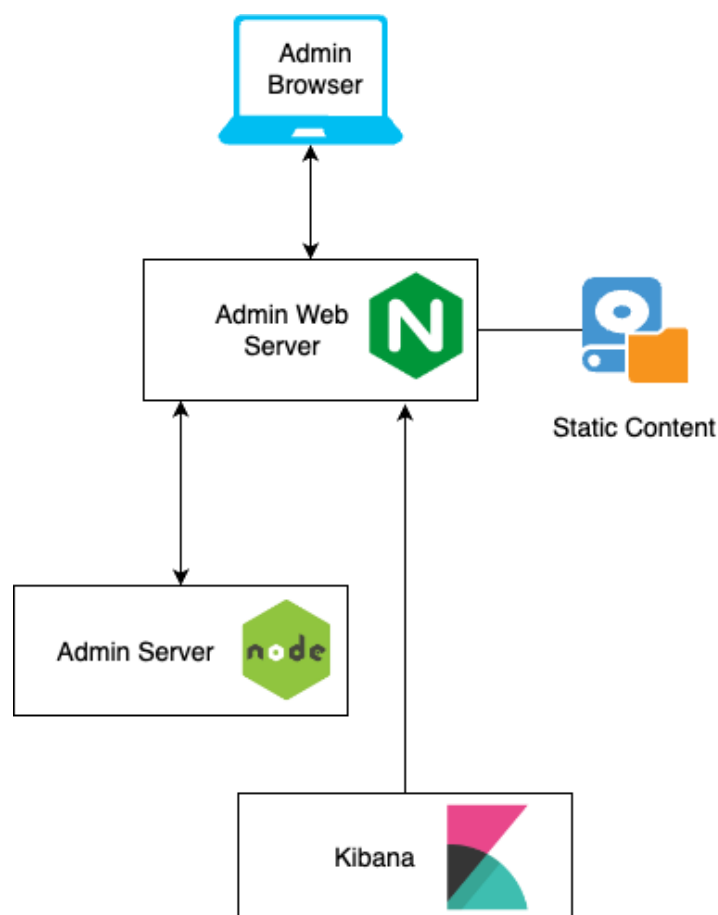 Admin
Browser
Admin Web
Server
N
Static Content
Admin Server
node
Kibana